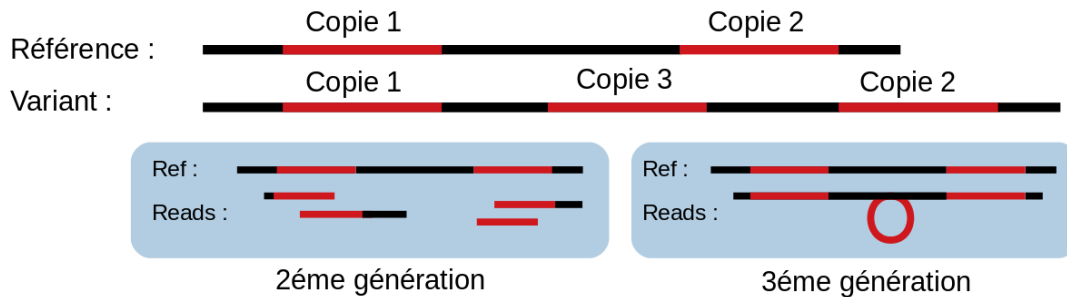 Copie 1 Copie 2
Référence :
Copie 1 Copie 3 Copie 2
Variant :
Ref :
Reads :
Ref :
Reads :
2éme génération
3éme génération